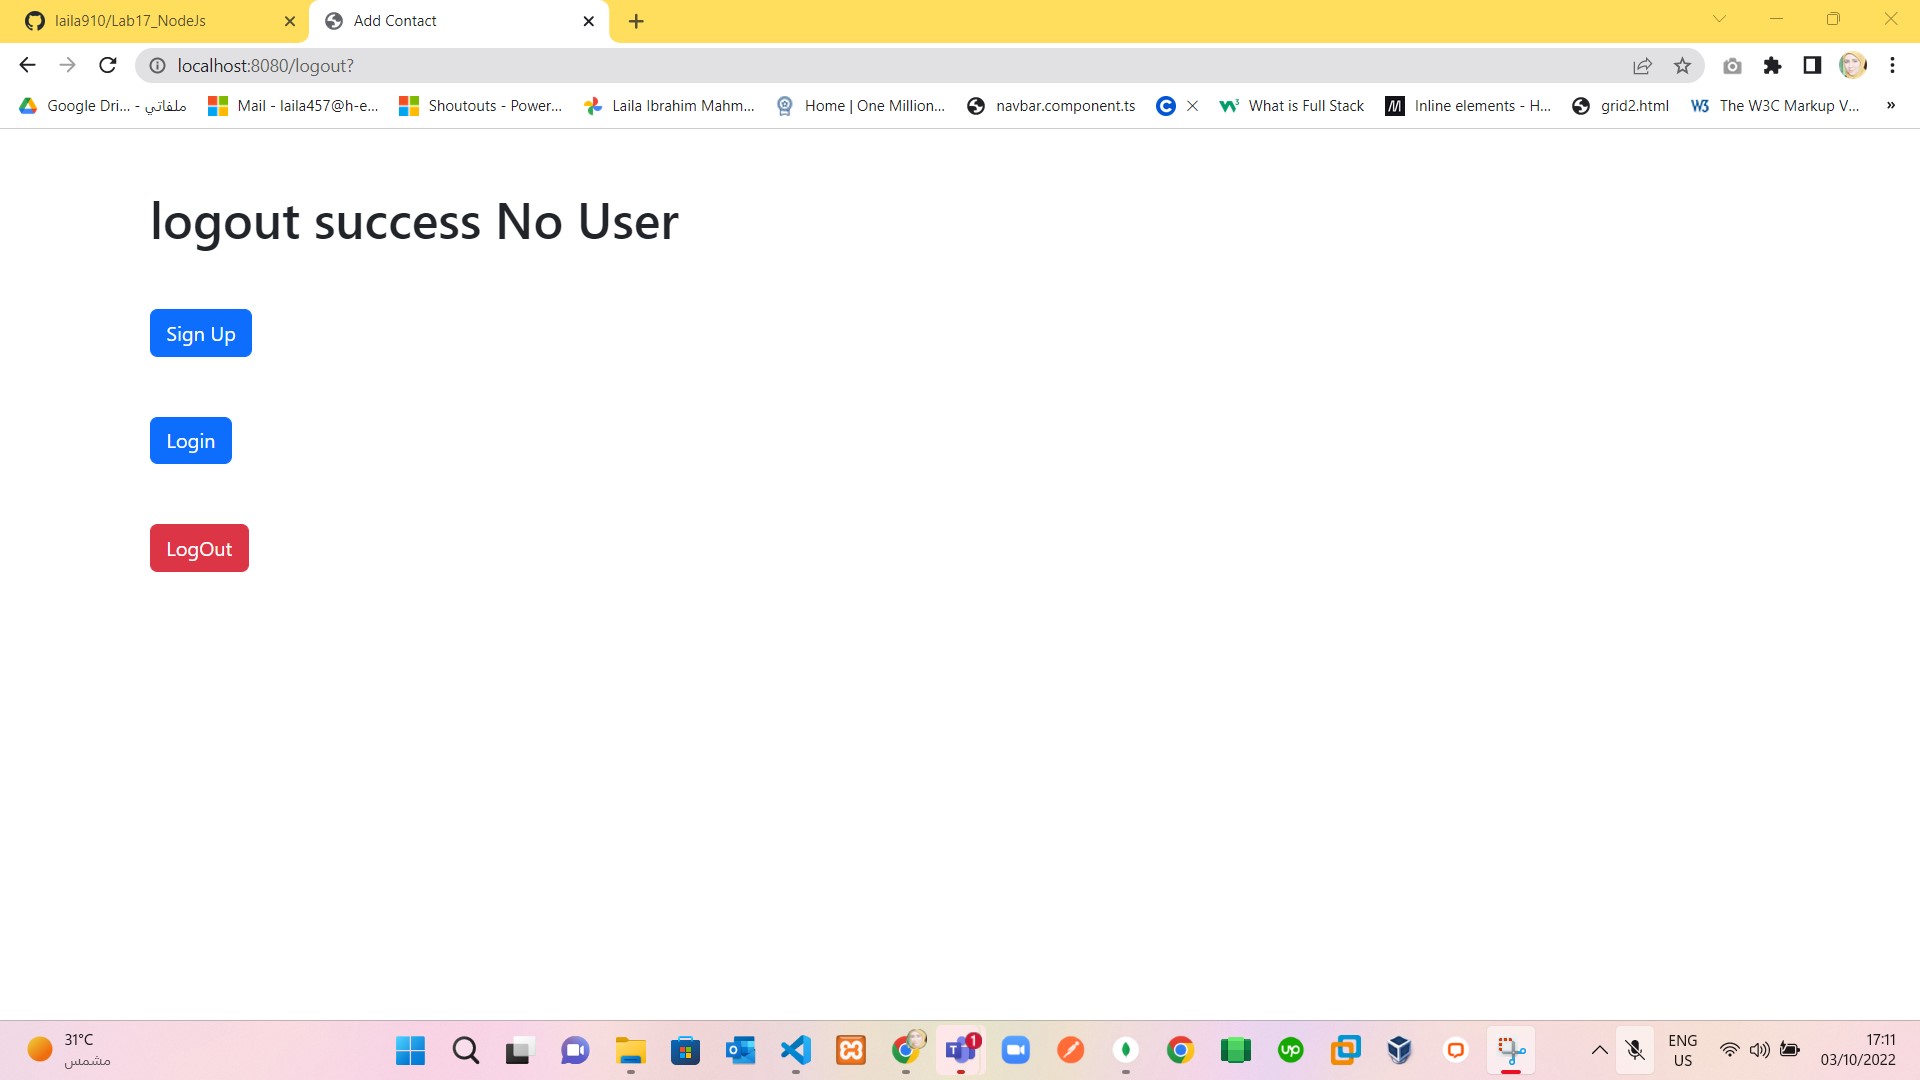 laila910/Lab17_NodeJs
Add Contact
localhost:8080/logout?
Google Dri... - ملفاتي
Mail - laila457@h-e...
Shoutouts - Power...
Laila Ibrahim Mahm...
Home | One Million...
navbar.component.ts
What is Full Stack
Inline elements - H...
grid2.html
The W3C Markup V...
»
logout success No User
Sign Up
Login
LogOut
31°C
مشمس
1
up
ENG
US
17:11
03/10/2022